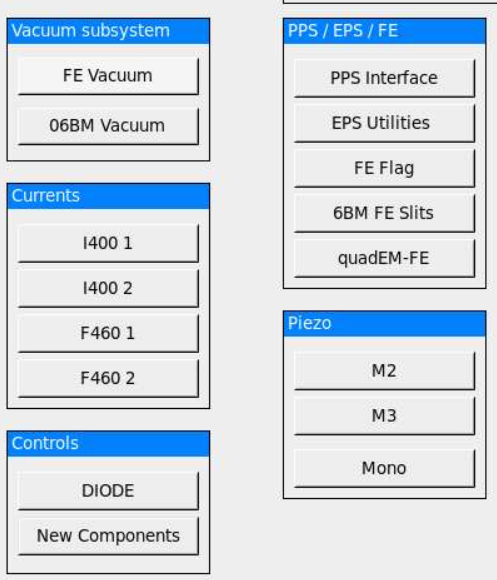 Vacuum subsystem
FE Vacuum
06BM Vacuum
Currents
I400 1
I400 2
F460 1
F460 2
Controls
DIODE
New Components
PPS / EPS / FE
PPS Interface
EPS Utilities
FE Flag
6BM FE Slits
quadEM-FE
Piezo
M2
M3
Mono